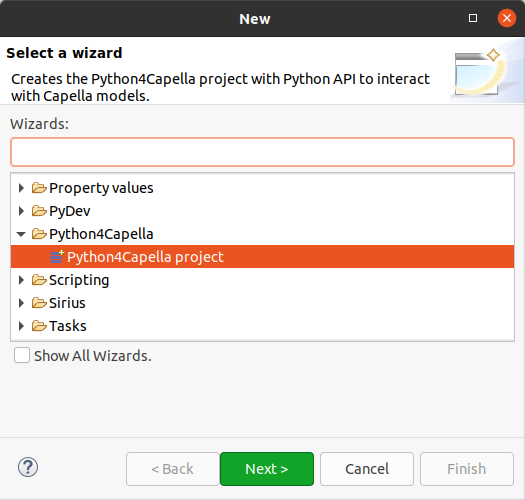 New
Select a wizard
Creates the Python4Capella project with Python API to interact
with Capella models.
Wizards:
Property values
PyDev
Python4Capella
Python4Capella project
Scripting
Sirius
Tasks
Show All Wizards.
? < Back Next > Cancel Finish